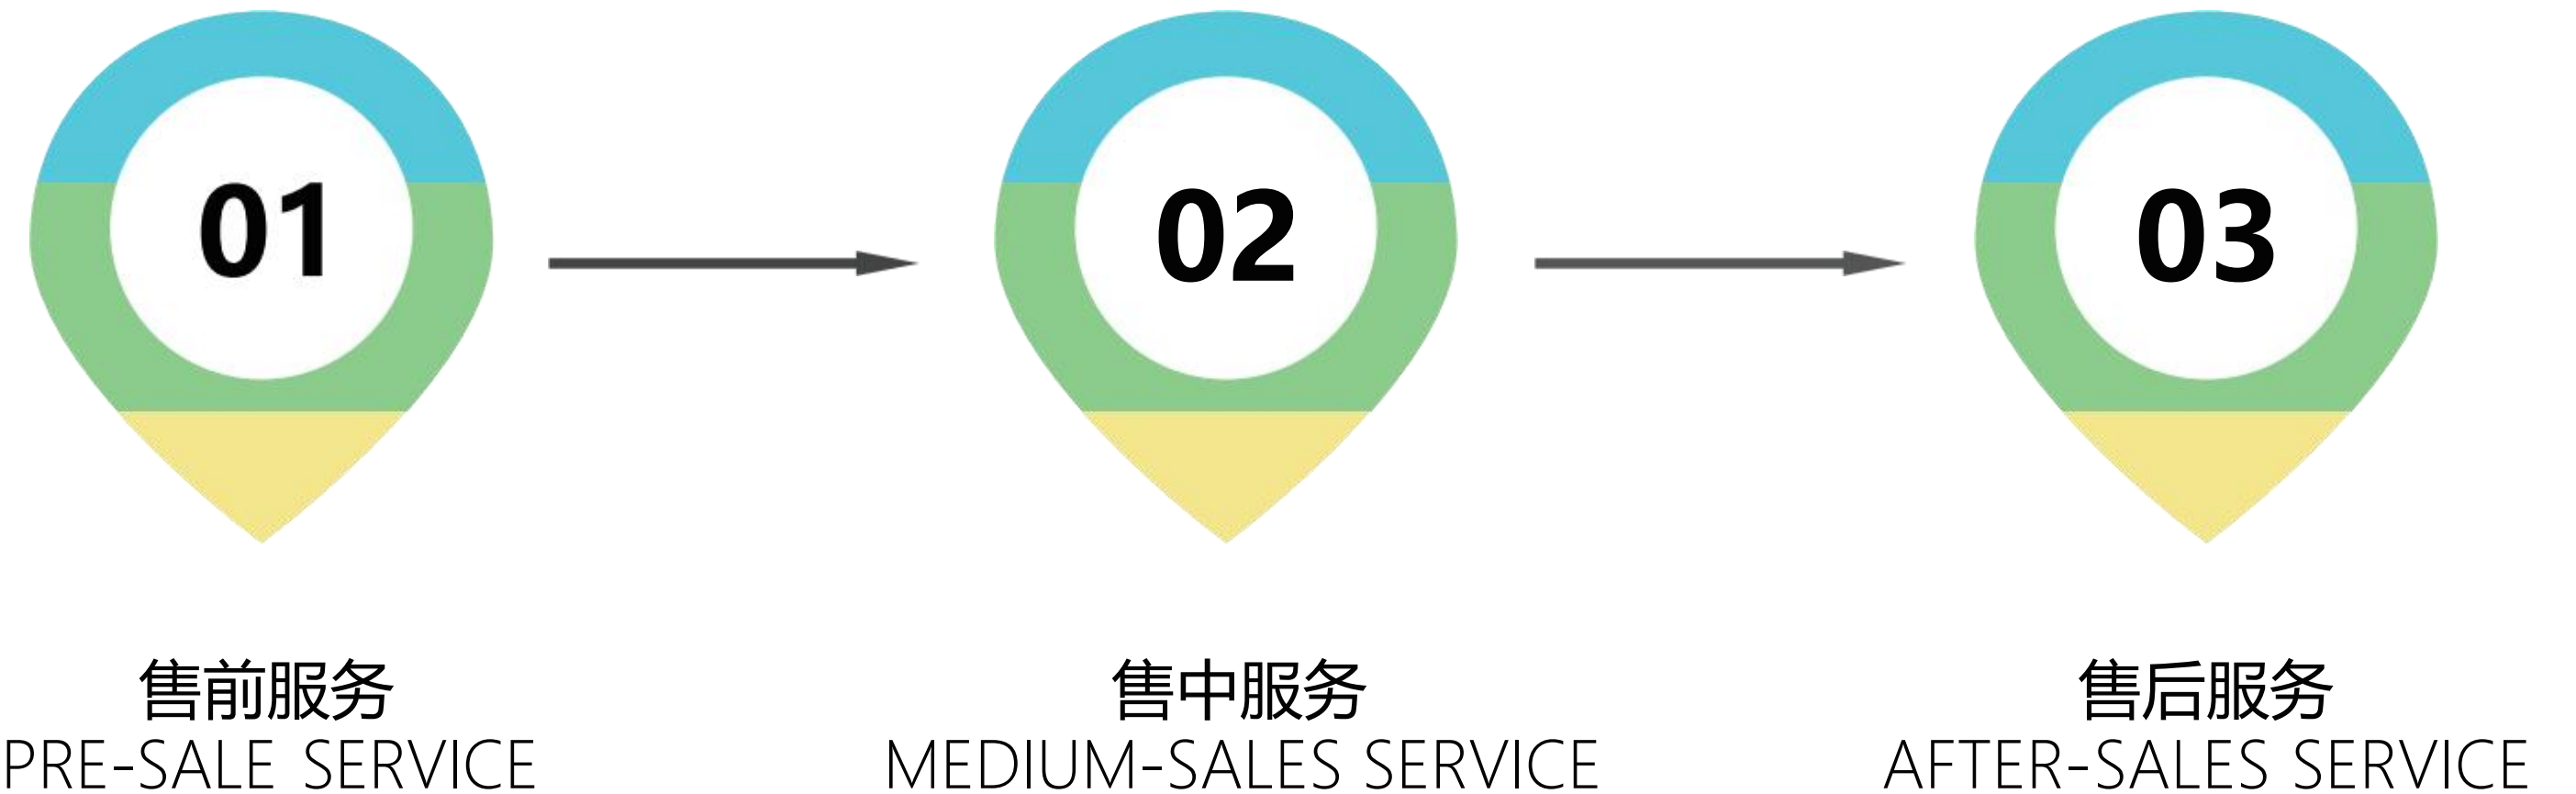 01
02
03
售前服务
PRE-SALE SERVICE
售中服务
MEDIUM-SALES SERVICE
售后服务
AFTER-SALES SERVICE